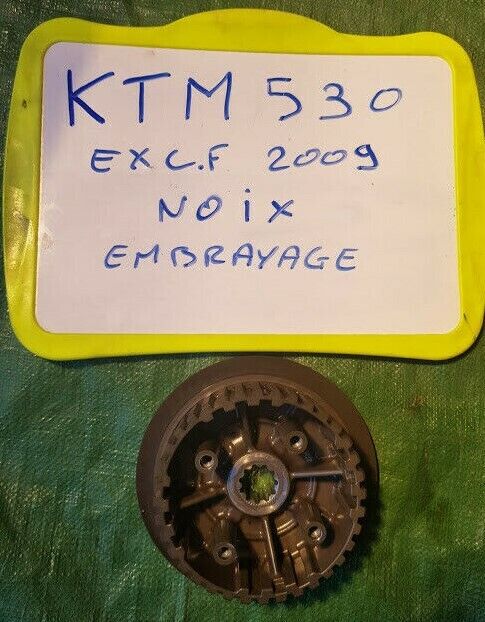 KTM 530
EXC.F 2009
NOiX
EMBRAYAGE